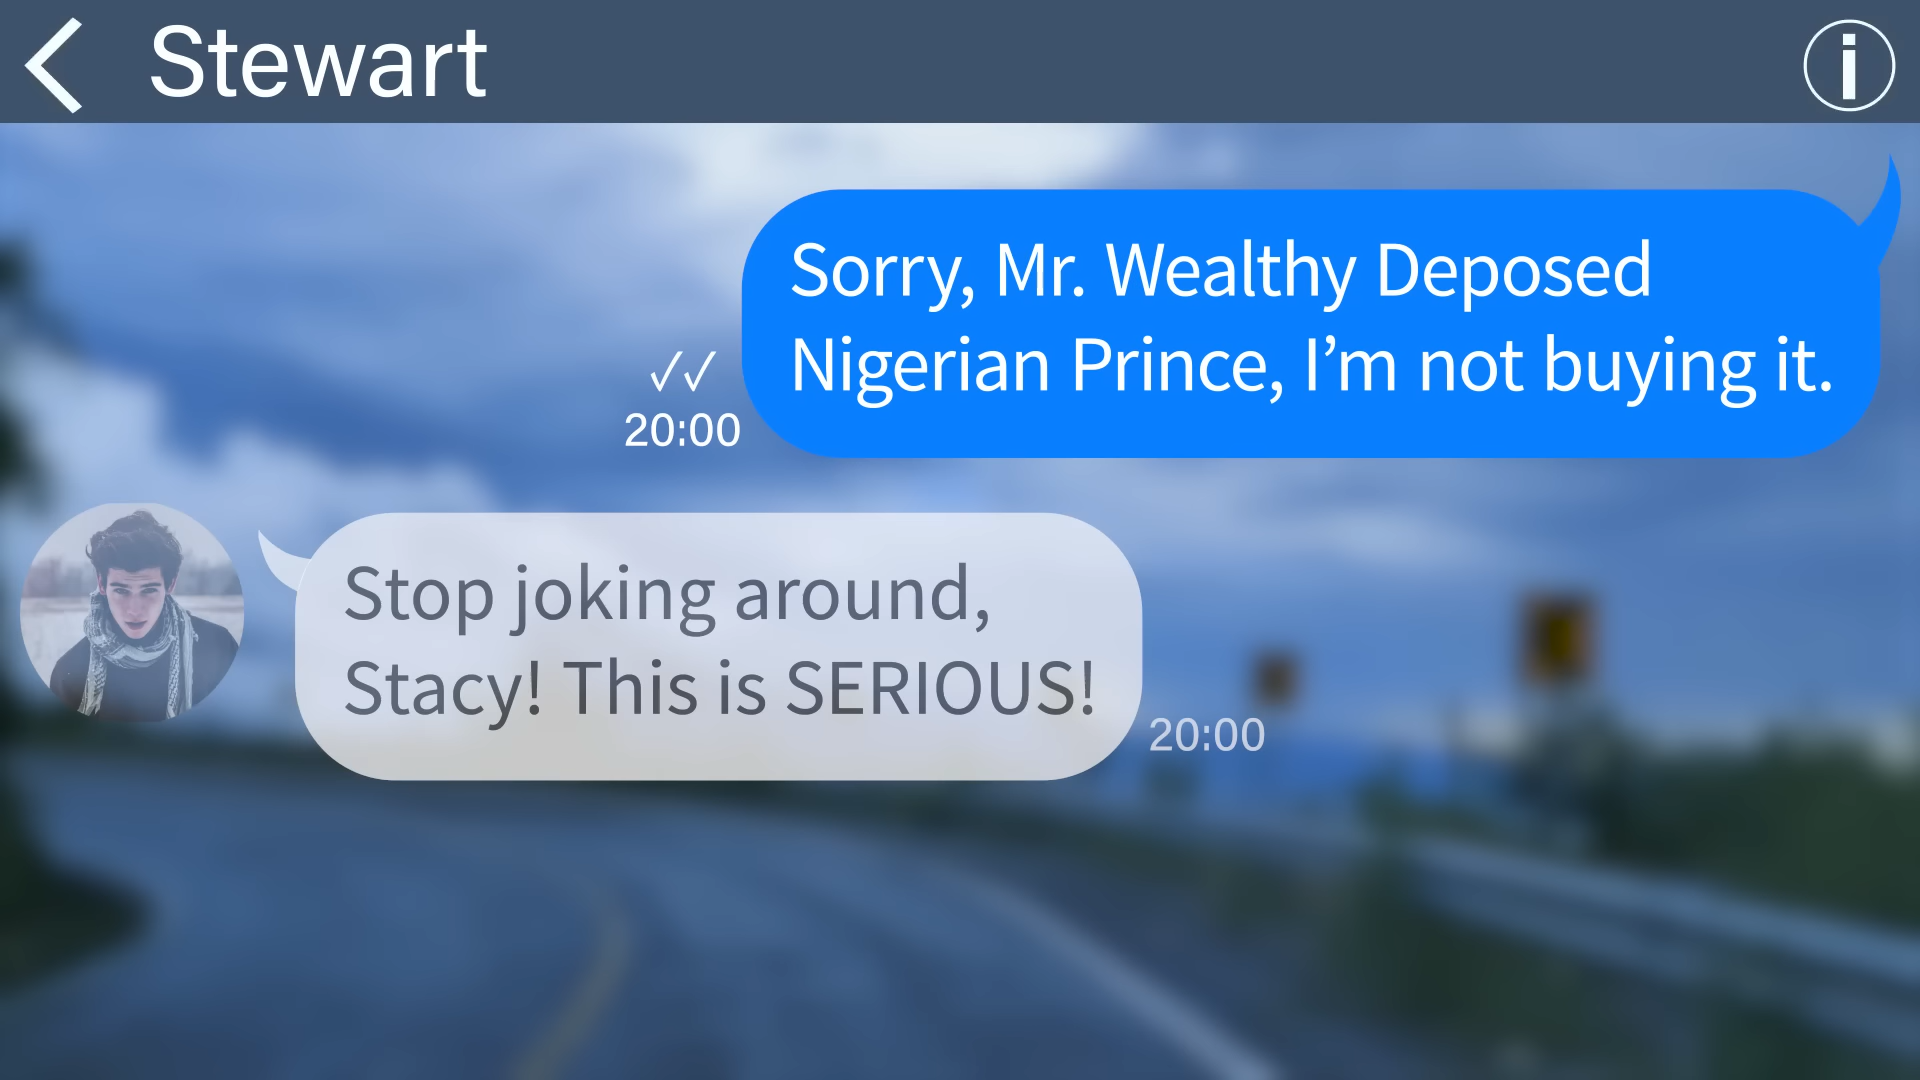 Stewart
Sorry, Mr. Wealthy Deposed
Nigerian Prince, I’m not buying it.
20:00
Stop joking around,
Stacy! This is SERIOUS!
20:00